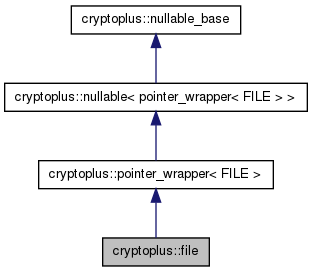 cryptoplus::nullable_base
cryptoplus::nullable< pointer_wrapper< FILE > >
cryptoplus::pointer_wrapper< FILE >
cryptoplus::file